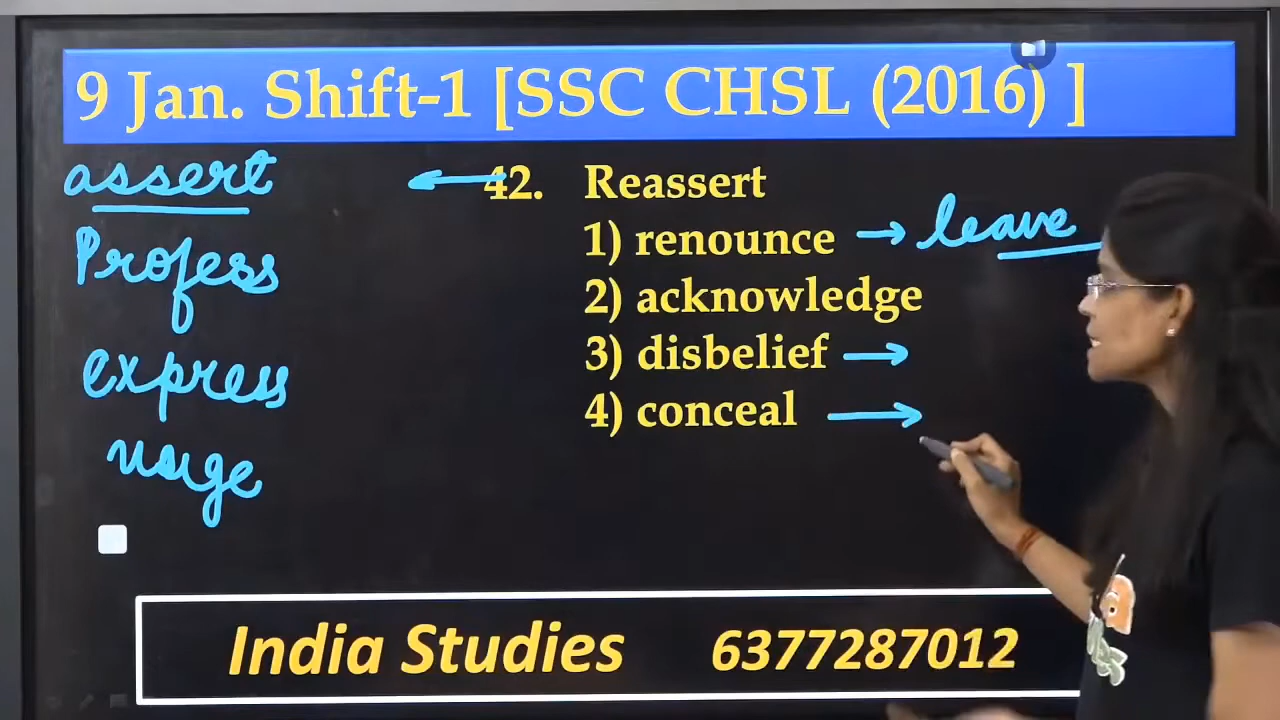 9 Jan. Shift-1 [SSC CHSL (2016) ]
assert
Profess
express
42. Reassert
1) renounce → leave
2) acknowledge
3) disbelief →
4) conceal →
India Studies 6377287012